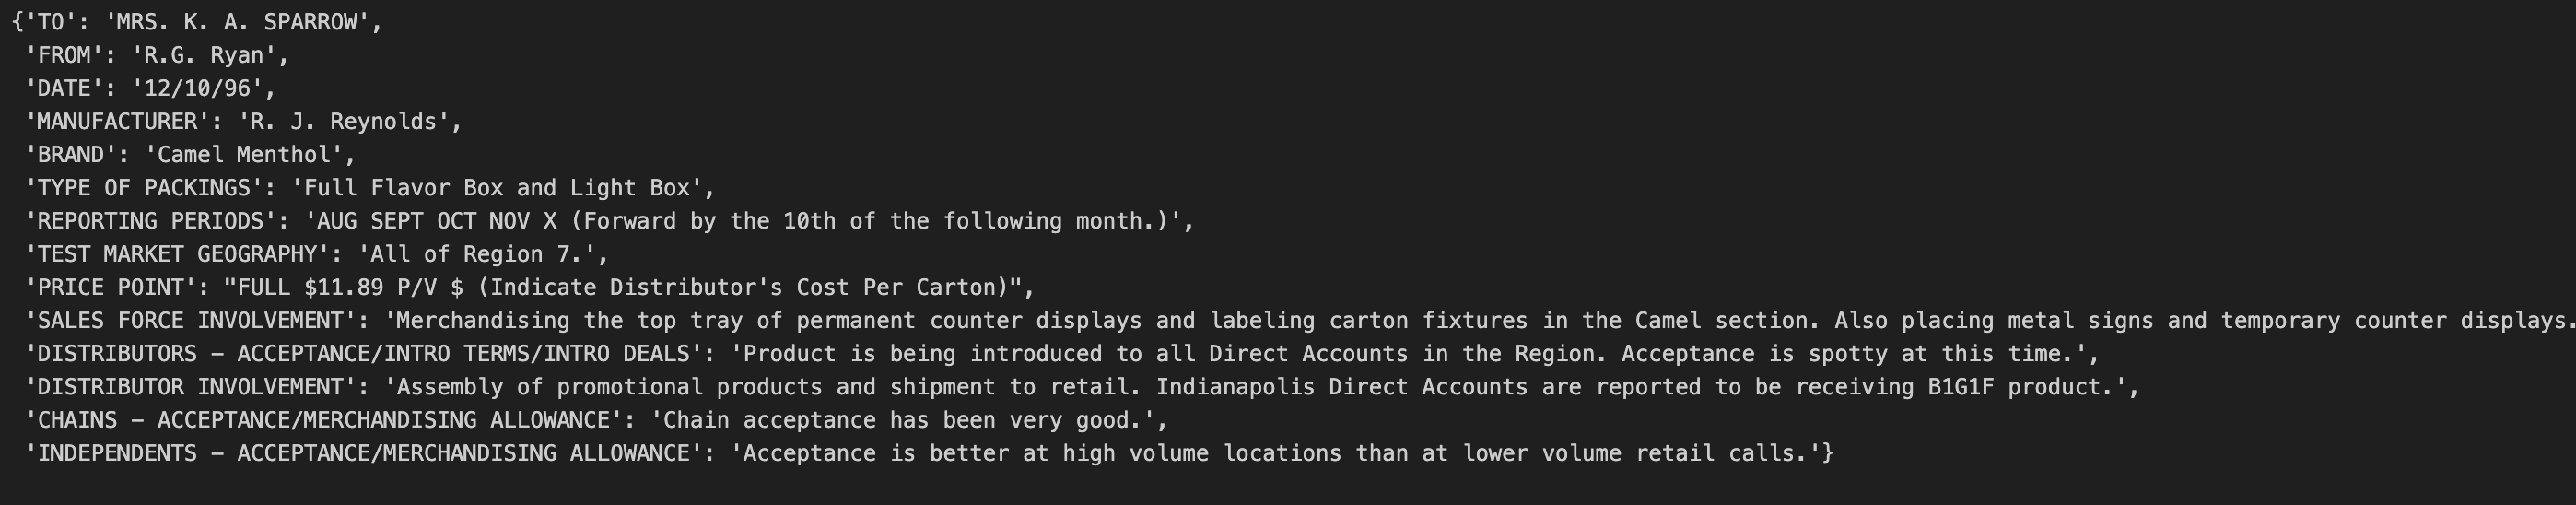 {'TO': 'MRS. K. A. SPARROW',
 'FROM': 'R.G. Ryan',
 'DATE': '12/10/96',
 'MANUFACTURER': 'R. J. Reynolds',
 'BRAND': 'Camel Menthol',
 'TYPE OF PACKINGS': 'Full Flavor Box and Light Box',
 'REPORTING PERIODS': 'AUG SEPT OCT NOV X (Forward by the 10th of the following month.)',
 'TEST MARKET GEOGRAPHY': 'All of Region 7.',
 'PRICE POINT': "FULL $11.89 P/V $ (Indicate Distributor's Cost Per Carton)",
 'SALES FORCE INVOLVEMENT': 'Merchandising the top tray of permanent counter displays and labeling carton fixtures in the Camel section. Also placing metal signs and temporary counter displays.
 'DISTRIBUTORS - ACCEPTANCE/INTRO TERMS/INTRO DEALS': 'Product is being introduced to all Direct Accounts in the Region. Acceptance is spotty at this time.',
 'DISTRIBUTOR INVOLVEMENT': 'Assembly of promotional products and shipment to retail. Indianapolis Direct Accounts are reported to be receiving B1G1F product.',
 'CHAINS - ACCEPTANCE/MERCHANDISING ALLOWANCE': 'Chain acceptance has been very good.',
 'INDEPENDENTS - ACCEPTANCE/MERCHANDISING ALLOWANCE': 'Acceptance is better at high volume locations than at lower volume retail calls.'}